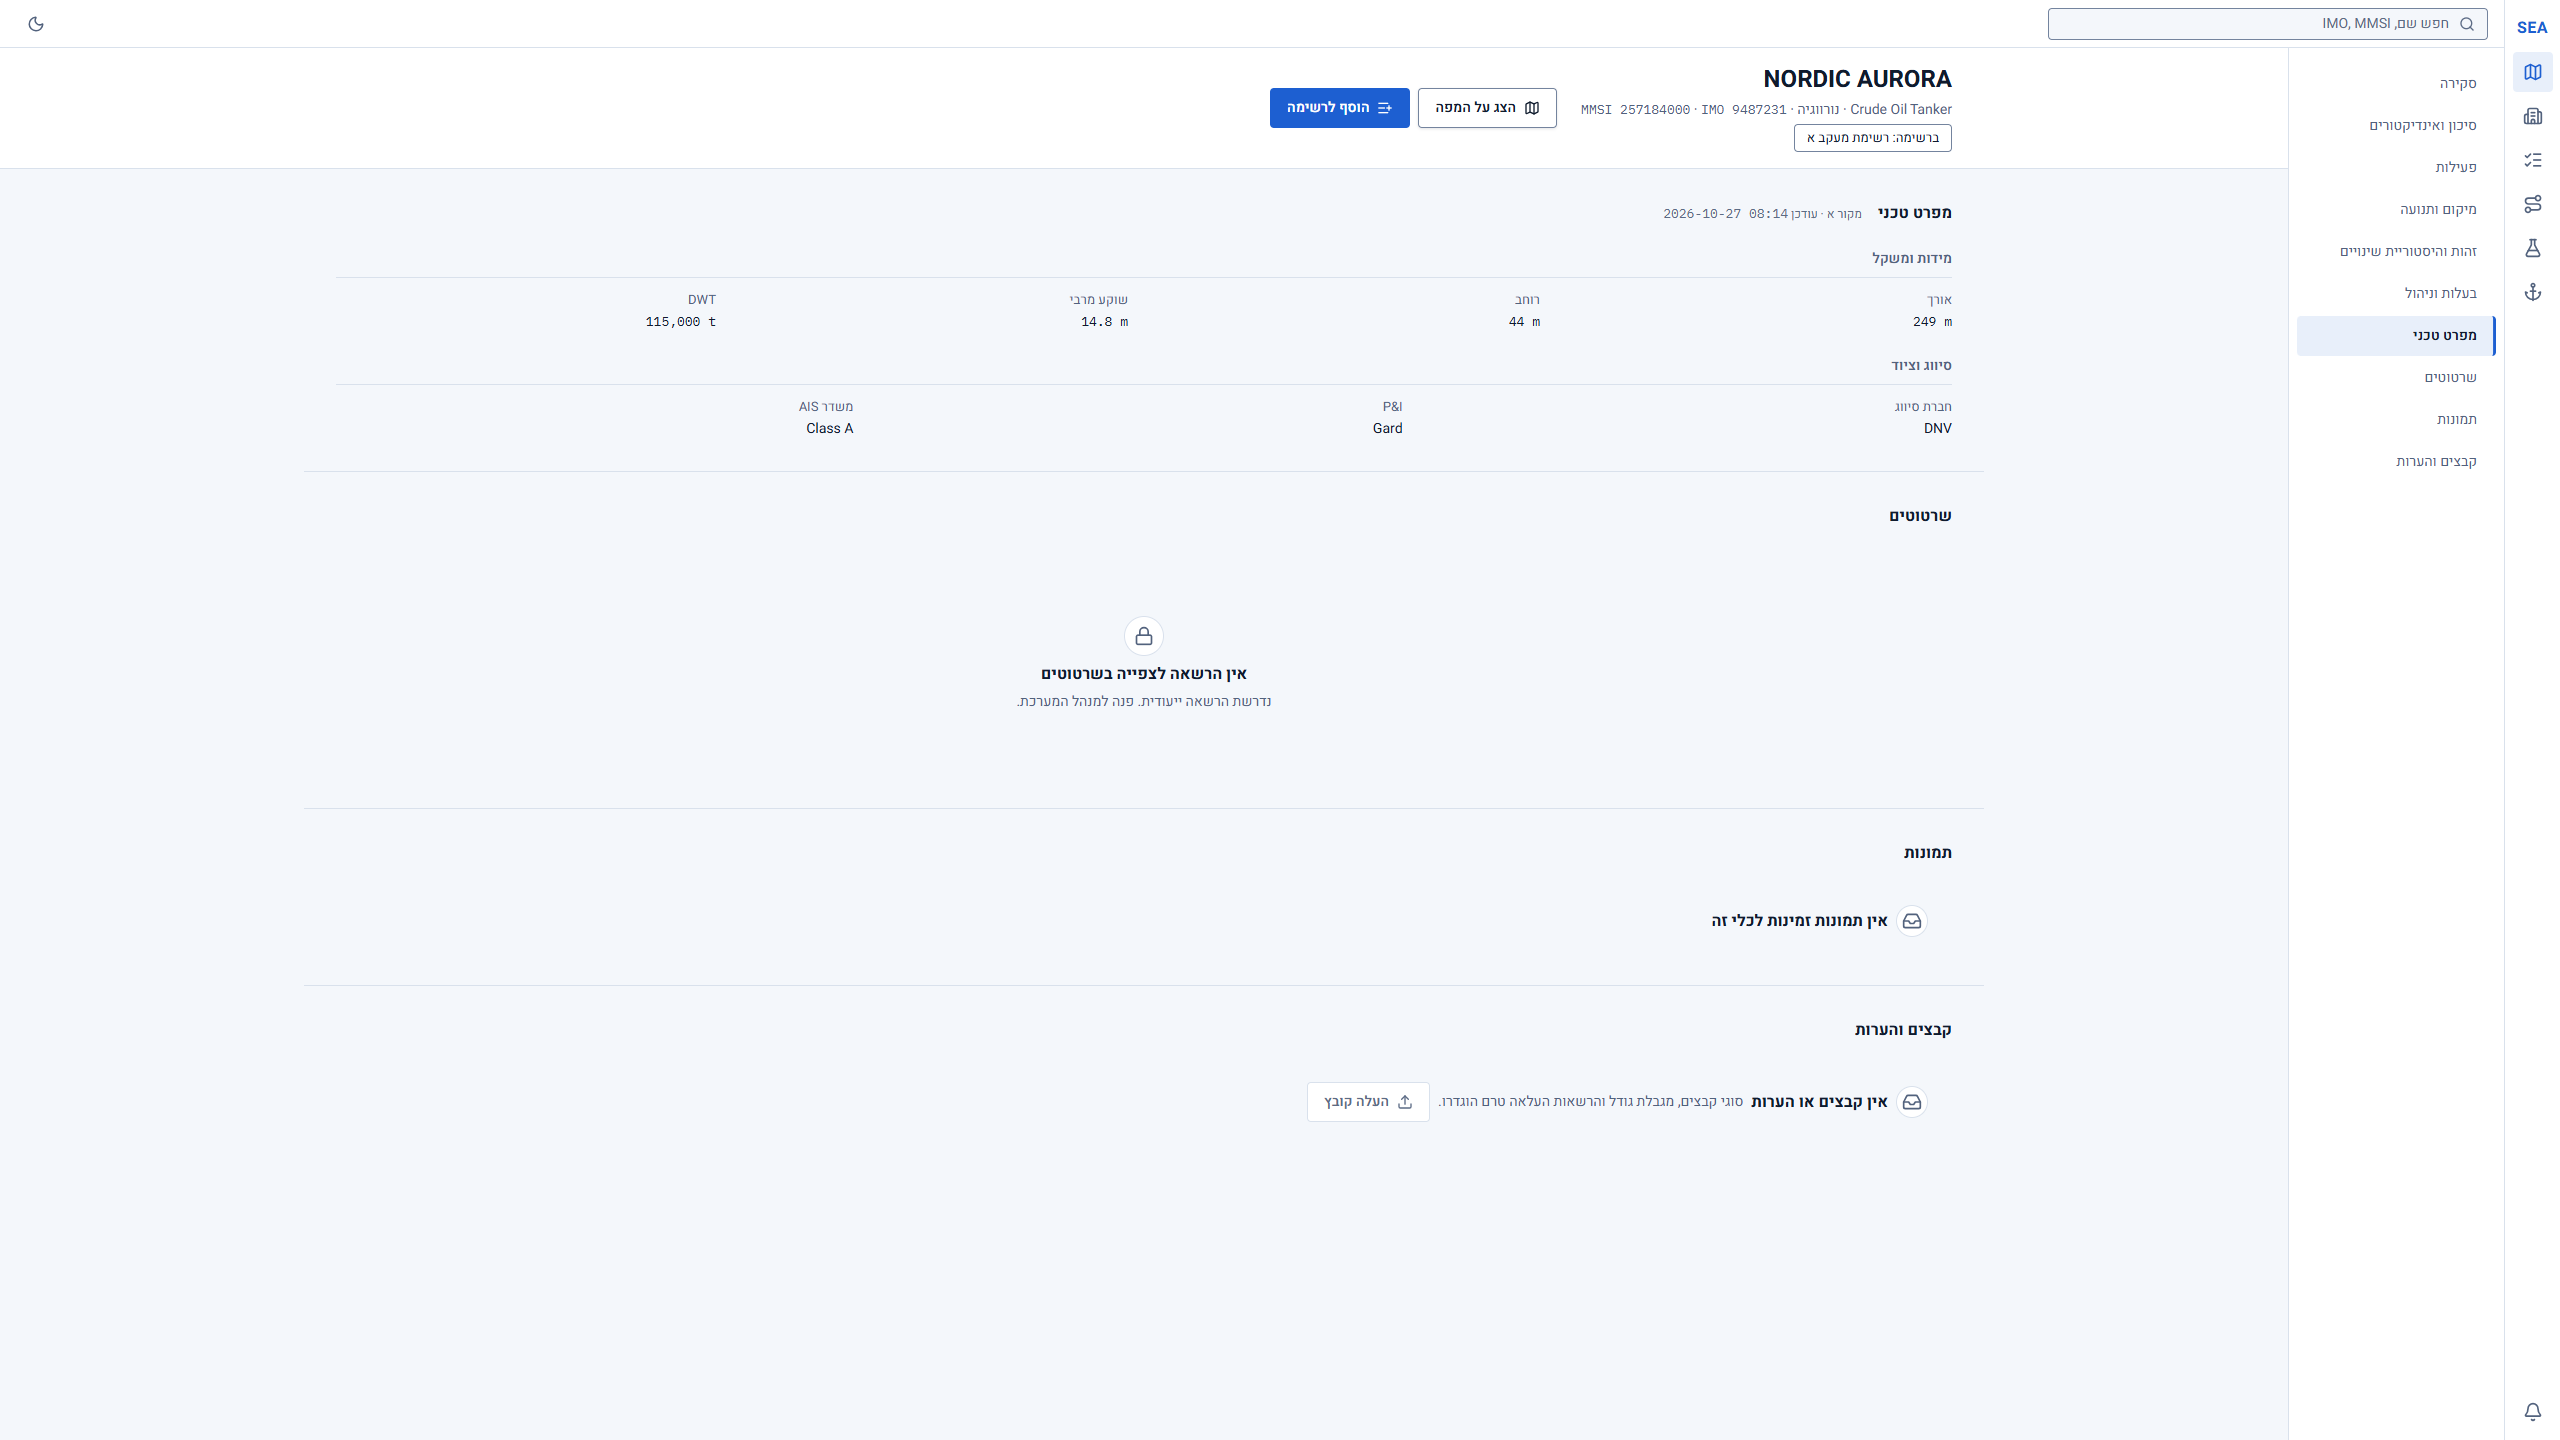 SEA
חפש שם, IMO, MMSI
סקירה
סיכון ואינדיקטורים
פעילות
מיקום ותנועה
זהות והיסטוריית שינויים
בעלות וניהול
מפרט טכני
שרטוטים
תמונות
קבצים והערות
NORDIC AURORA
Crude Oil Tanker · נורווגיה · IMO 9487231 · MMSI 257184000
ברשימה: רשימת מעקב א
הצג על המפה
הוסף לרשימה
מפרט טכני מקור א · עודכן 2026-10-27 08:14
מידות ומשקל
אורך רוחב שוקע מרבי DWT
249 m 44 m 14.8 m 115,000 t
סיווג וציוד
חברת סיווג P&I משדר AIS
DNV Gard Class A
שרטוטים
אין הרשאה לצפייה בשרטוטים
נדרשת הרשאה ייעודית. פנה למנהל המערכת.
תמונות
אין תמונות זמינות לכלי זה
קבצים והערות
אין קבצים או הערות סוגי קבצים, מגבלת גודל והרשאות העלאה טרם הוגדרו. העלה קובץ